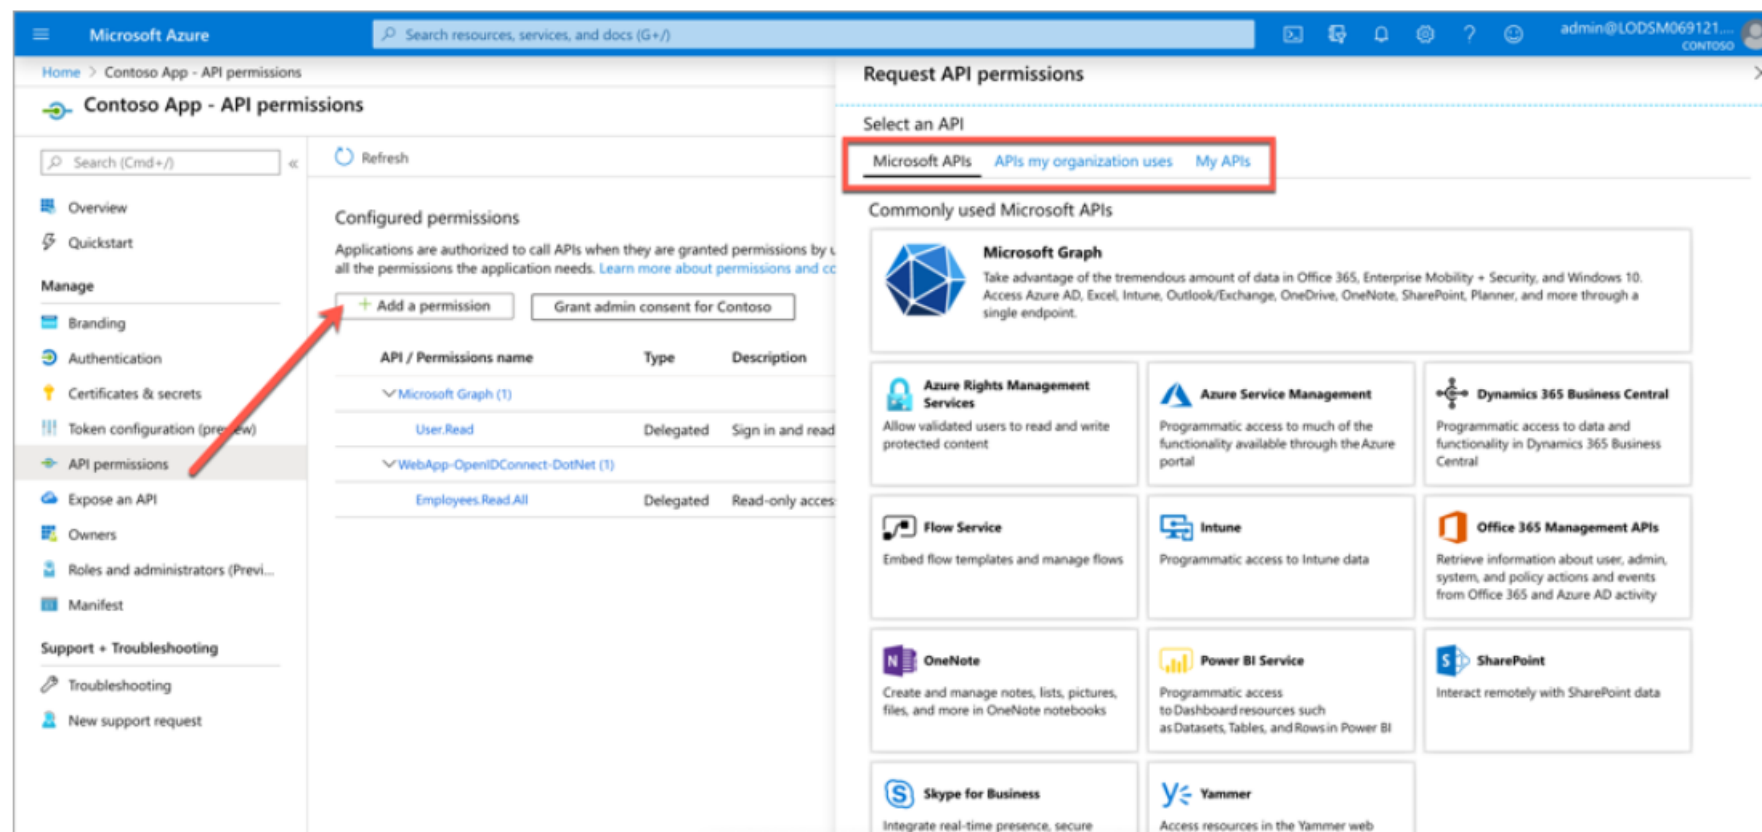 Microsoft Azure
Search resources, services, and docs (G+/)
admin@LODSM069121....
CONTOSO
Home > Contoso App - API permissions
Contoso App - API permissions
Search (Cmd+/)
«
Overview
Quickstart
Manage
Branding
Authentication
Certificates & secrets
Token configuration (preview)
API permissions
Expose an API
Owners
Roles and administrators (Previ...
Manifest
Support + Troubleshooting
Troubleshooting
New support request
Refresh
Configured permissions
Applications are authorized to call APIs when they are granted permissions by u
all the permissions the application needs. Learn more about permissions and co
+ Add a permission
Grant admin consent for Contoso
API / Permissions name Type Description
Microsoft Graph (1)
User.Read Delegated Sign in and read
WebApp-OpenIDConnect-DotNet (1)
Employees.Read.All Delegated Read-only acces
Request API permissions
Select an API
Microsoft APIs APIs my organization uses My APIs
Commonly used Microsoft APIs
Microsoft Graph
Take advantage of the tremendous amount of data in Office 365, Enterprise Mobility + Security, and Windows 10.
Access Azure AD, Excel, Intune, Outlook/Exchange, OneDrive, OneNote, SharePoint, Planner, and more through a
single endpoint.
Azure Rights Management
Services
Allow validated users to read and write
protected content
Azure Service Management
Programmatic access to much of the
functionality available through the Azure
portal
Dynamics 365 Business Central
Programmatic access to data and
functionality in Dynamics 365 Business
Central
Flow Service
Embed flow templates and manage flows
Intune
Programmatic access to Intune data
Office 365 Management APIs
Retrieve information about user, admin,
system, and policy actions and events
from Office 365 and Azure AD activity
OneNote
Create and manage notes, lists, pictures,
files, and more in OneNote notebooks
Power BI Service
Programmatic access
to Dashboard resources such
as Datasets, Tables, and Rows in Power BI
SharePoint
Interact remotely with SharePoint data
Skype for Business
Integrate real-time presence, secure
Yammer
Access resources in the Yammer web